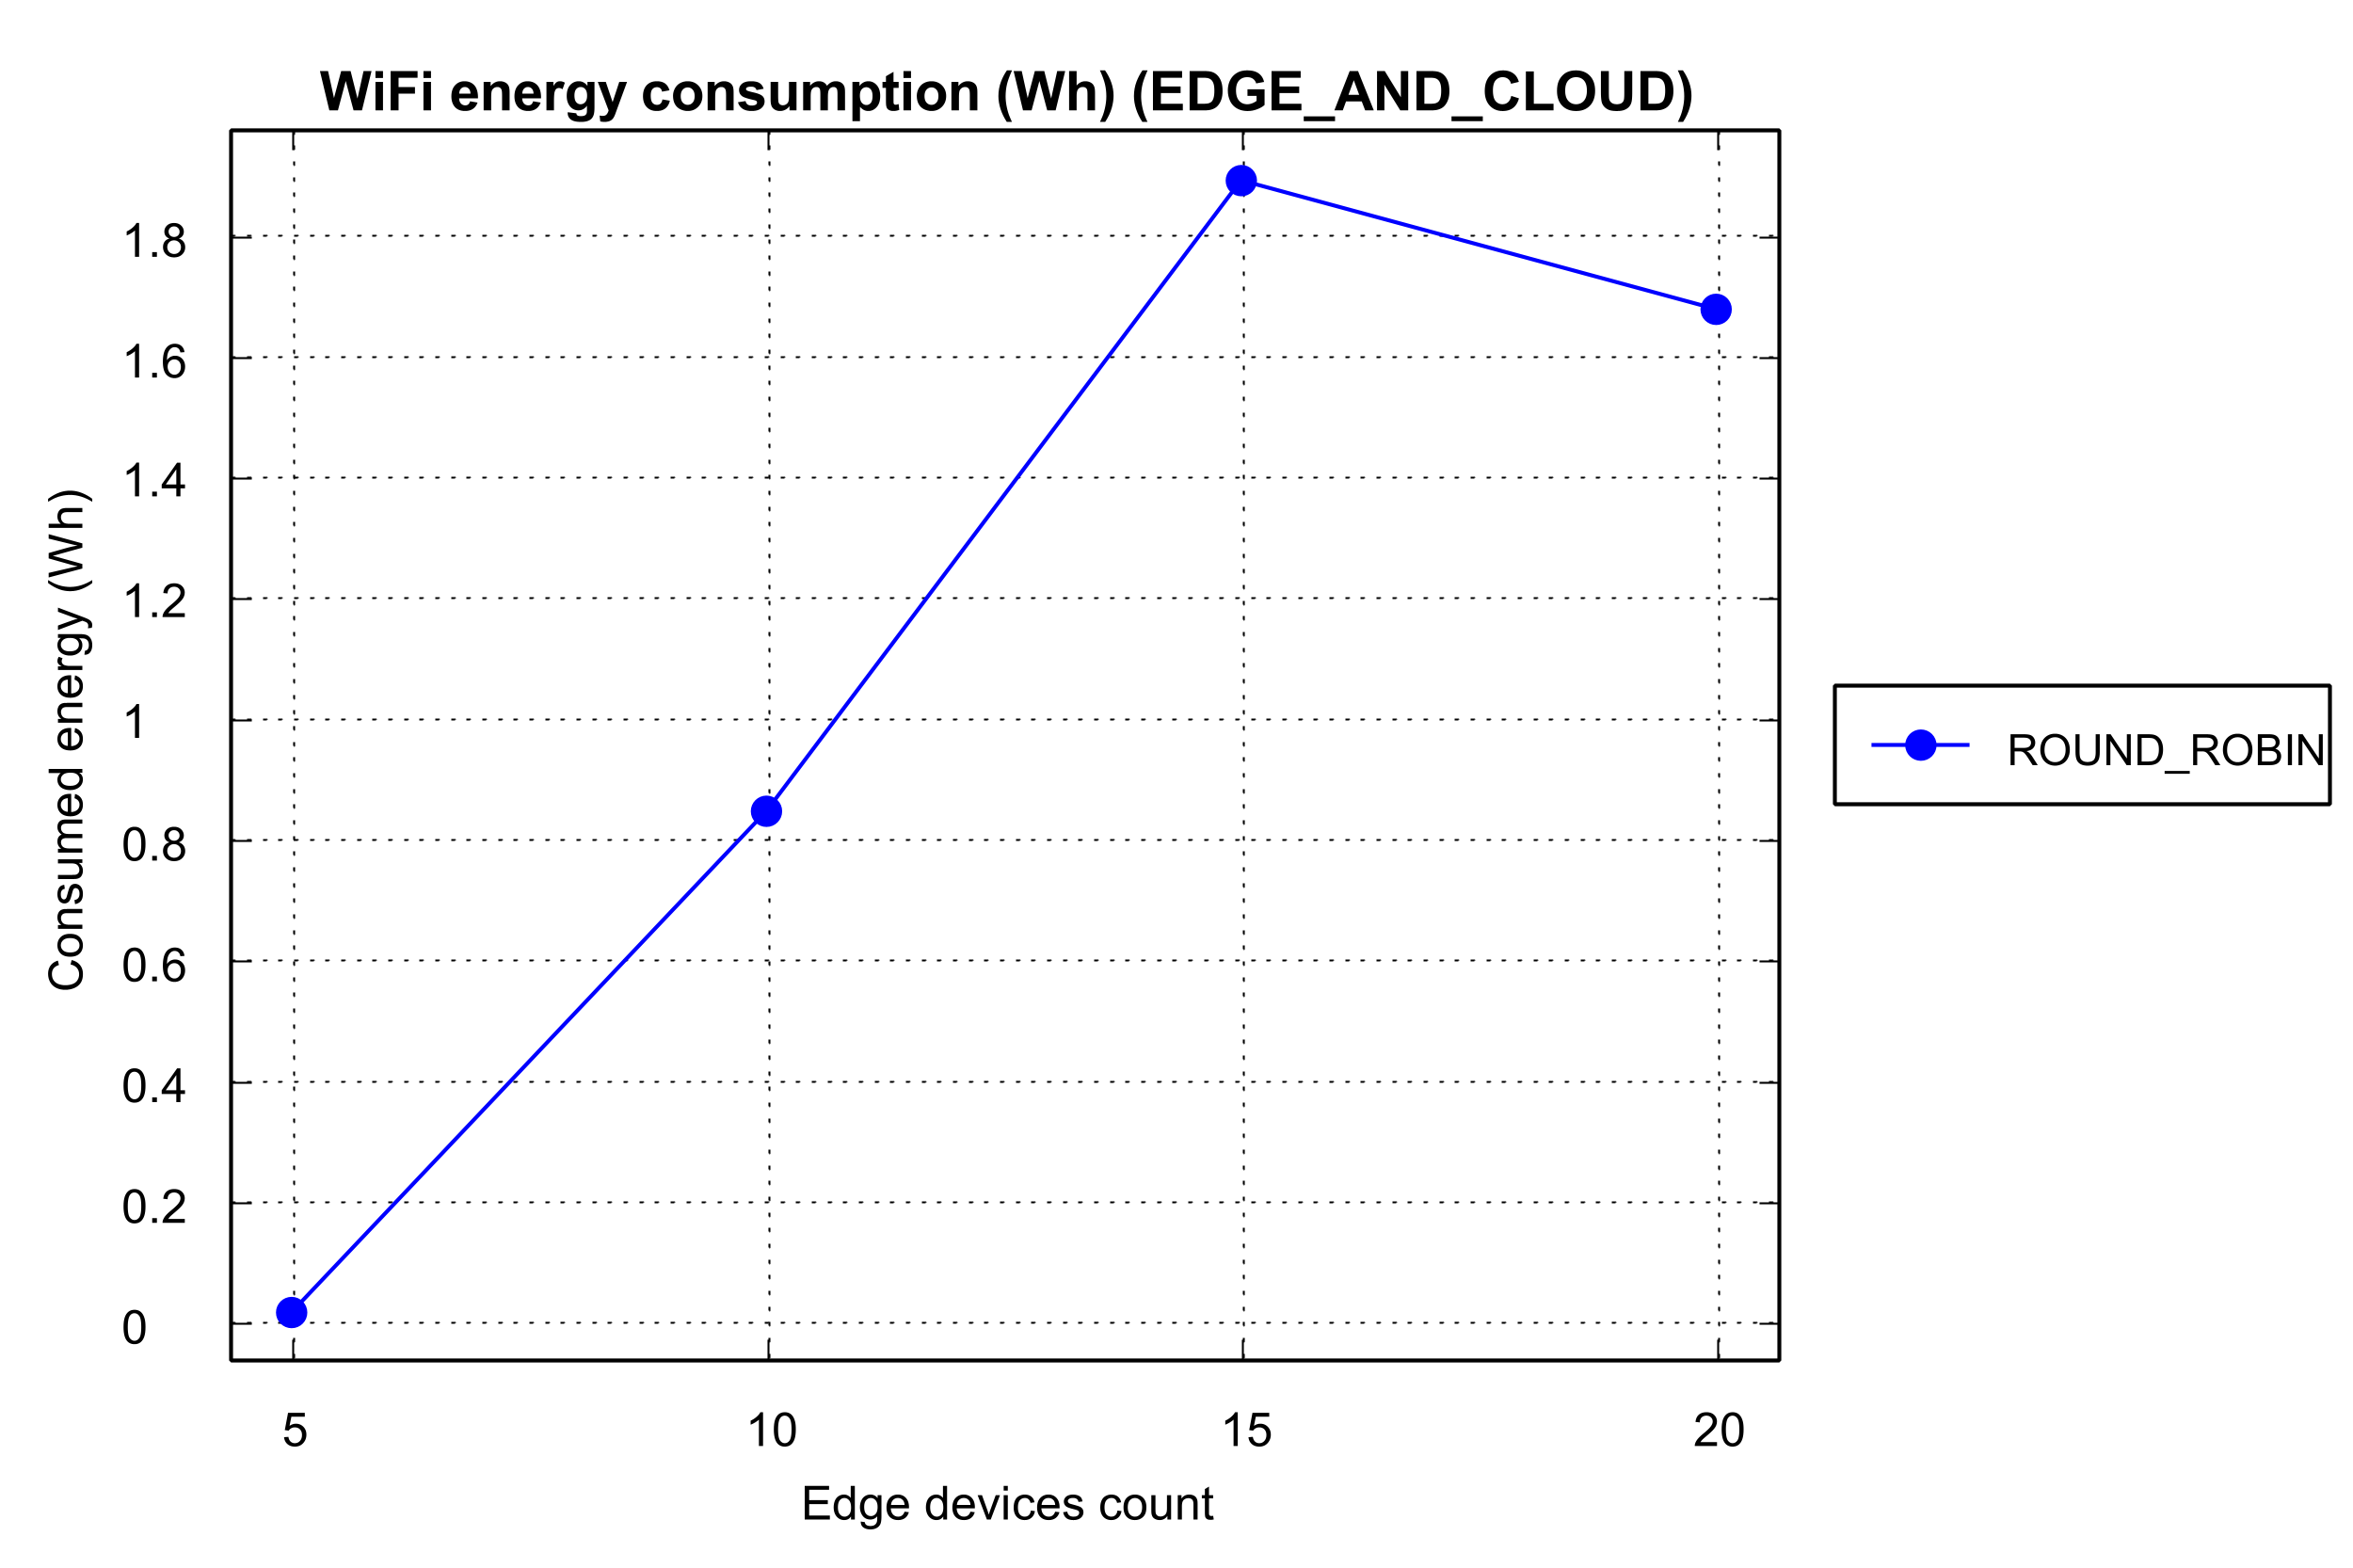 WiFi energy consumption (Wh) (EDGE_AND_CLOUD)
1.8
1.6
1.4
1.2
1
0.8
0.6
0.4
0.2
0
Consumed energy (Wh)
5 10 15 20
Edge devices count
ROUND_ROBIN